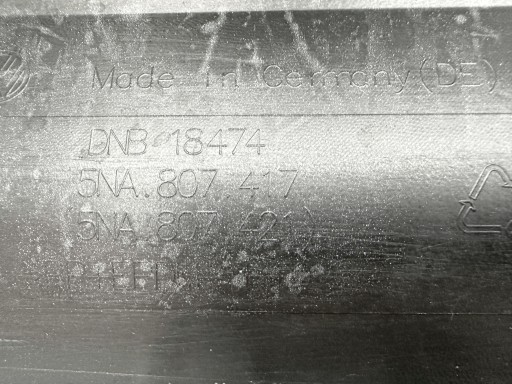 Made in Germany (DE)
DNB 18474
5NA.807 417
5NA.807 421